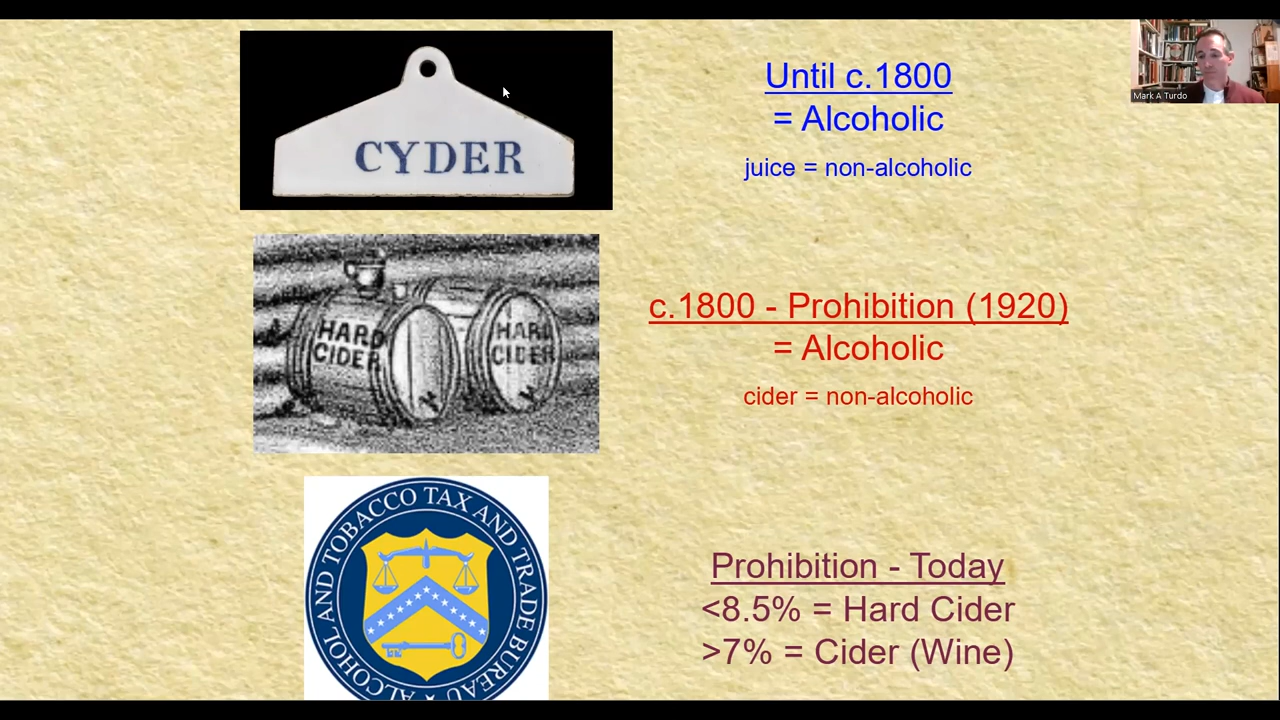 CYDER
Until c.1800
= Alcoholic
juice = non-alcoholic
Mark A Turdo
HARD
CIDER
HARD
CIDER
c.1800 - Prohibition (1920)
= Alcoholic
cider = non-alcoholic
ALCOHOL AND TOBACCO TAX AND TRADE BUREAU
Prohibition - Today
<8.5% = Hard Cider
>7% = Cider (Wine)